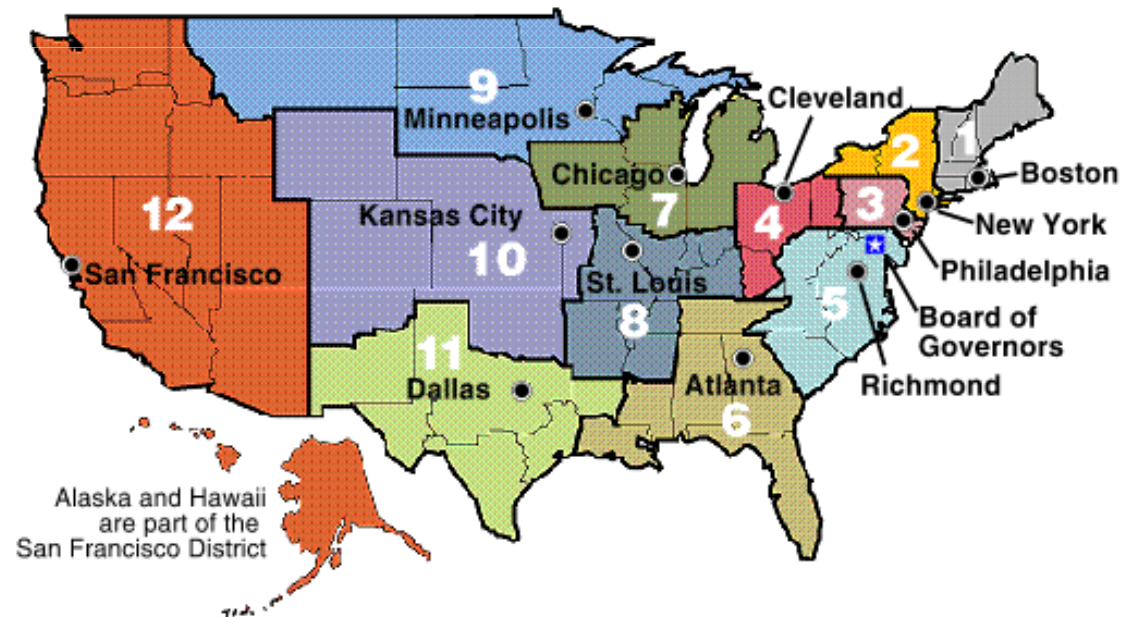 Cleveland
9
Minneapolis
2
1
Chicago
Boston
7
12
3
4
Kansas City
New York
10
San Francisco
St. Louis
Philadelphia
5
8
Board of
Governors
11
Dallas
Atlanta
Richmond
6
Alaska and Hawaii
are part of the
San Francisco District